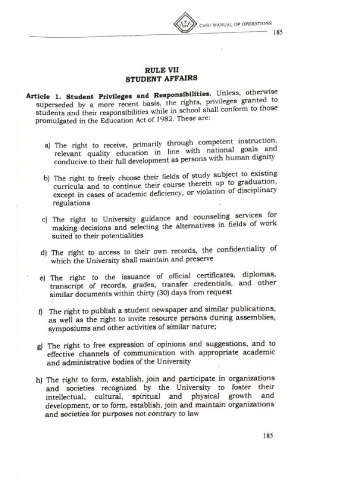 CvSU MANUAL OF OPERATIONS
185
RULE VII
STUDENT AFFAIRS
Article 1. Student Privileges and Responsibilities. Unless, otherwise
superseded by a more recent basis, the rights, privileges granted to
students and their responsibilities while in school shall conform to those
promulgated in the Education Act of 1982. These are:
a) The right to receive, primarily through competent instruction,
relevant quality education in line with national goals and
conducive to their full development as persons with human dignity
b) The right to freely choose their fields of study subject to existing
curricula and to continue their course therein up to graduation,
except in cases of academic deficiency, or violation of disciplinary
regulations
c) The right to University guidance and counseling services for
making decisions and selecting the alternatives in fields of work
suited to their potentialities
d) The right to access to their own records, the confidentiality of
which the University shall maintain and preserve
e) The right to the issuance of official certificates, diplomas,
transcript of records, grades, transfer credentials, and other
similar documents within thirty (30) days from request
f) The right to publish a student newspaper and similar publications,
as well as the right to invite resource persons during assemblies,
symposiums and other activities of similar nature;
g) The right to free expression of opinions and suggestions, and to
effective channels of communication with appropriate academic
and administrative bodies of the University
h) The right to form, establish, join and participate in organizations
and societies recognized by the University to foster their
intellectual, cultural, spiritual and physical growth and
development, or to form, establish, join and maintain organizations
and societies for purposes not contrary to law
185